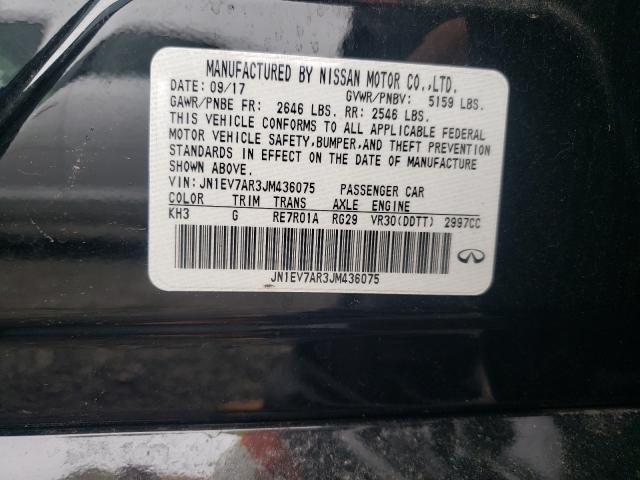 MANUFACTURED BY NISSAN MOTOR CO.,LTD.
DATE: 09/17 GVWR/PNBV: 5159 LBS.
GAWR/PNBE FR: 2646 LBS. RR: 2546 LBS.
THIS VEHICLE CONFORMS TO ALL APPLICABLE FEDERAL
MOTOR VEHICLE SAFETY,BUMPER,AND THEFT PREVENTION
STANDARDS IN EFFECT ON THE DATE OF MANUFACTURE
SHOWN ABOVE.
VIN: JN1EV7AR3JM436075 PASSENGER CAR
COLOR TRIM TRANS AXLE ENGINE
KH3 G RE7R01A RG29 VR30(DDTT) 2997CC
JN1EV7AR3JM436075